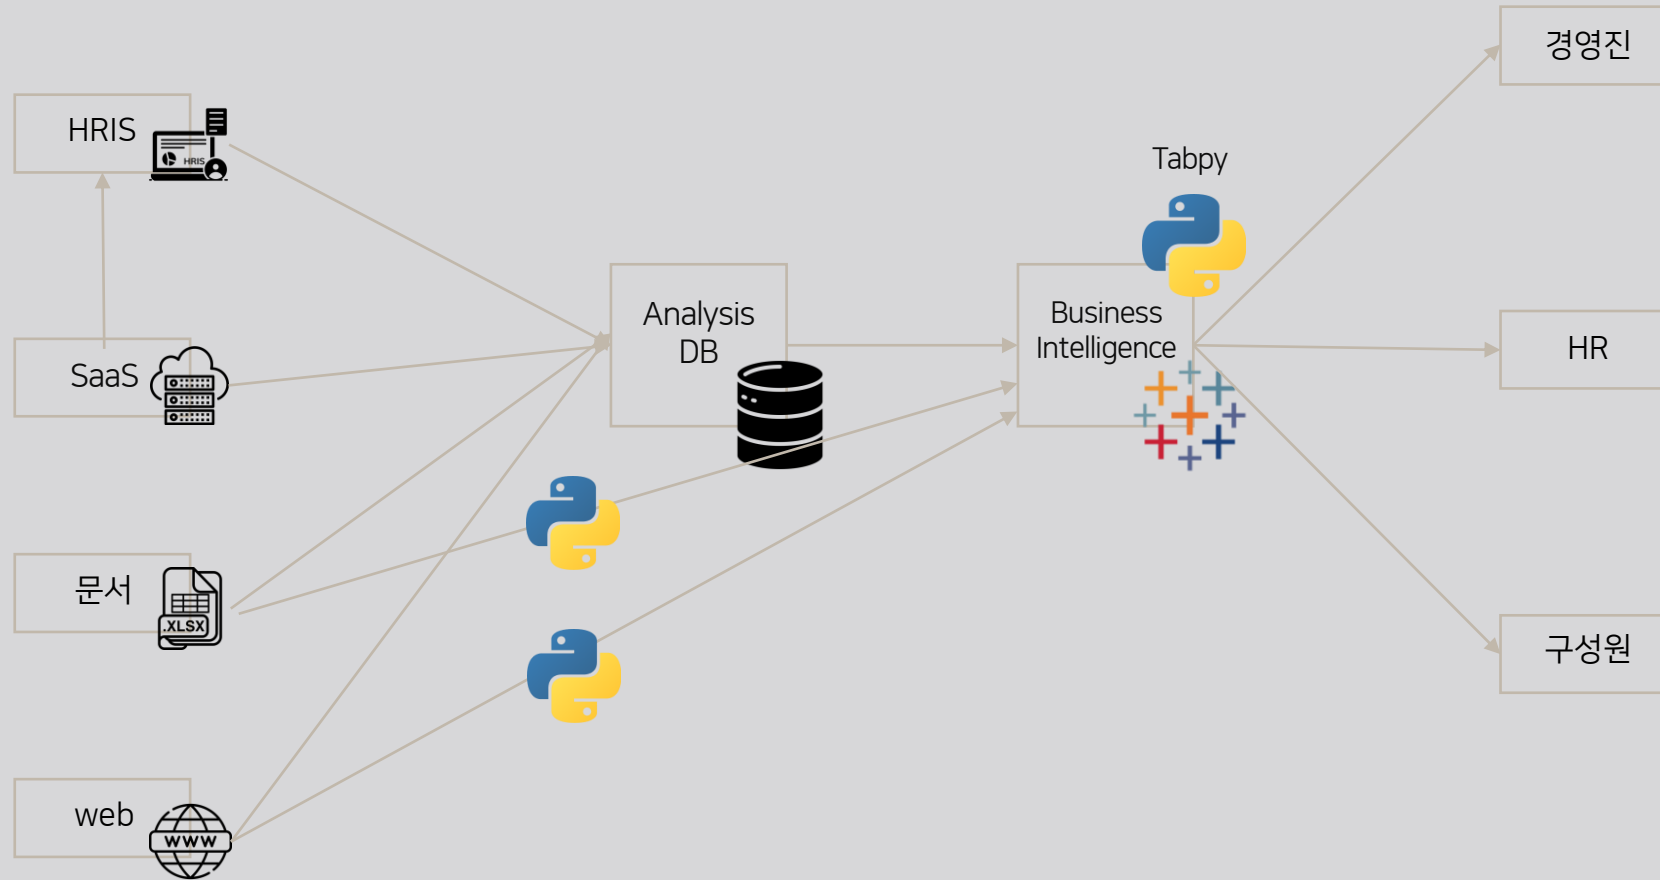 HRIS
HRIS
SaaS
문서
.XLSX
web
WWW
Analysis
DB
Tabpy
Business
Intelligence
경영진
HR
구성원